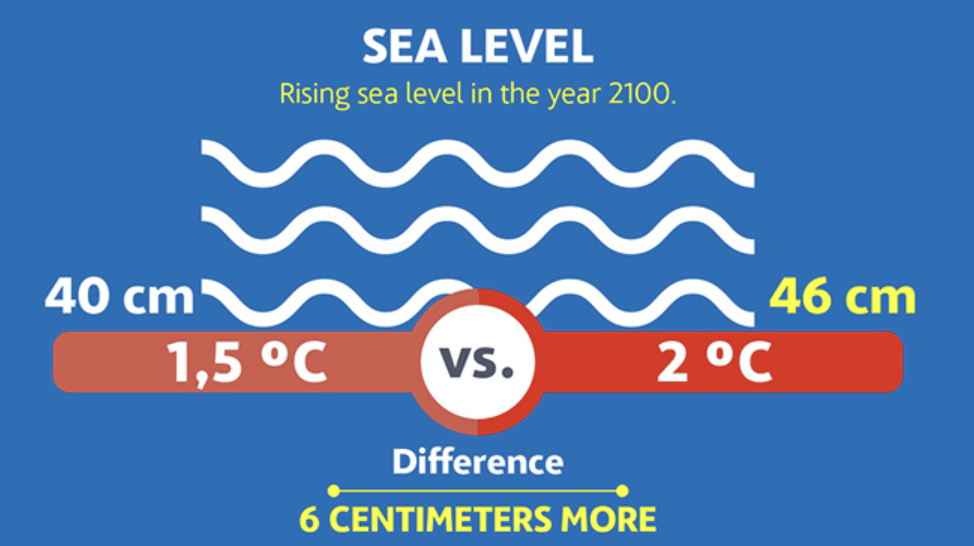 SEA LEVEL
Rising sea level in the year 2100.
40 cm 46 cm
1,5 ºC vs. 2 ºC
Difference
6 CENTIMETERS MORE